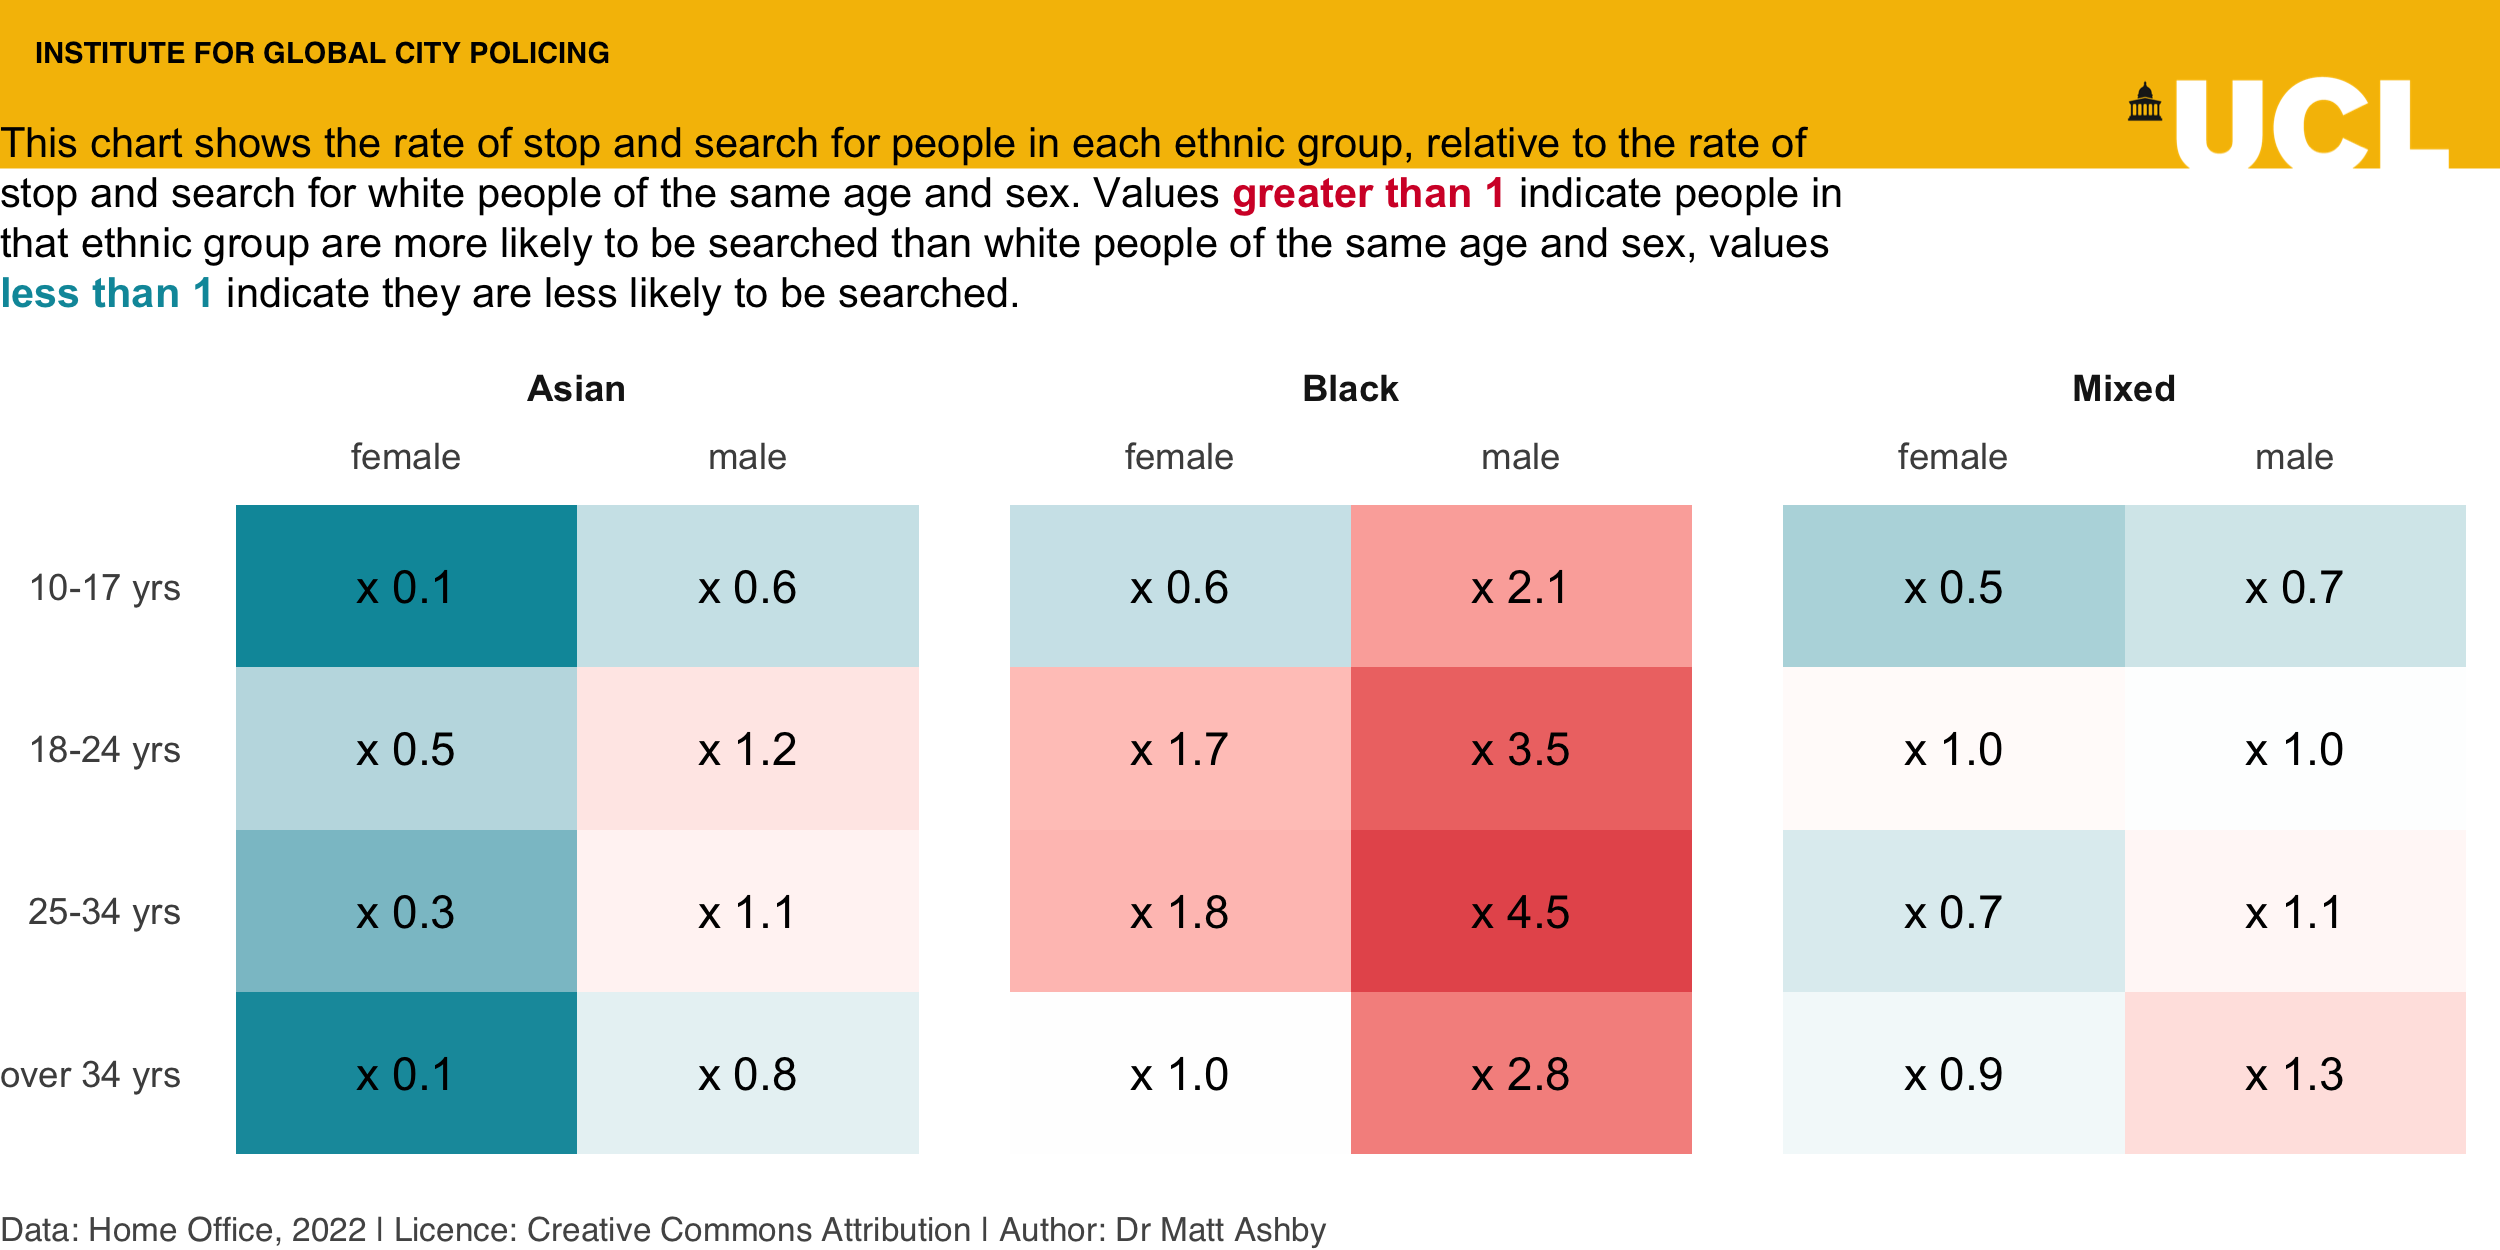 INSTITUTE FOR GLOBAL CITY POLICING
UCL
This chart shows the rate of stop and search for people in each ethnic group, relative to the rate of
stop and search for white people of the same age and sex. Values greater than 1 indicate people in
that ethnic group are more likely to be searched than white people of the same age and sex, values
less than 1 indicate they are less likely to be searched.
Asian Black Mixed
female male female male female male
10-17 yrs x 0.1 x 0.6 x 0.6 x 2.1 x 0.5 x 0.7
18-24 yrs x 0.5 x 1.2 x 1.7 x 3.5 x 1.0 x 1.0
25-34 yrs x 0.3 x 1.1 x 1.8 x 4.5 x 0.7 x 1.1
over 34 yrs x 0.1 x 0.8 x 1.0 x 2.8 x 0.9 x 1.3
Data: Home Office, 2022 | Licence: Creative Commons Attribution | Author: Dr Matt Ashby